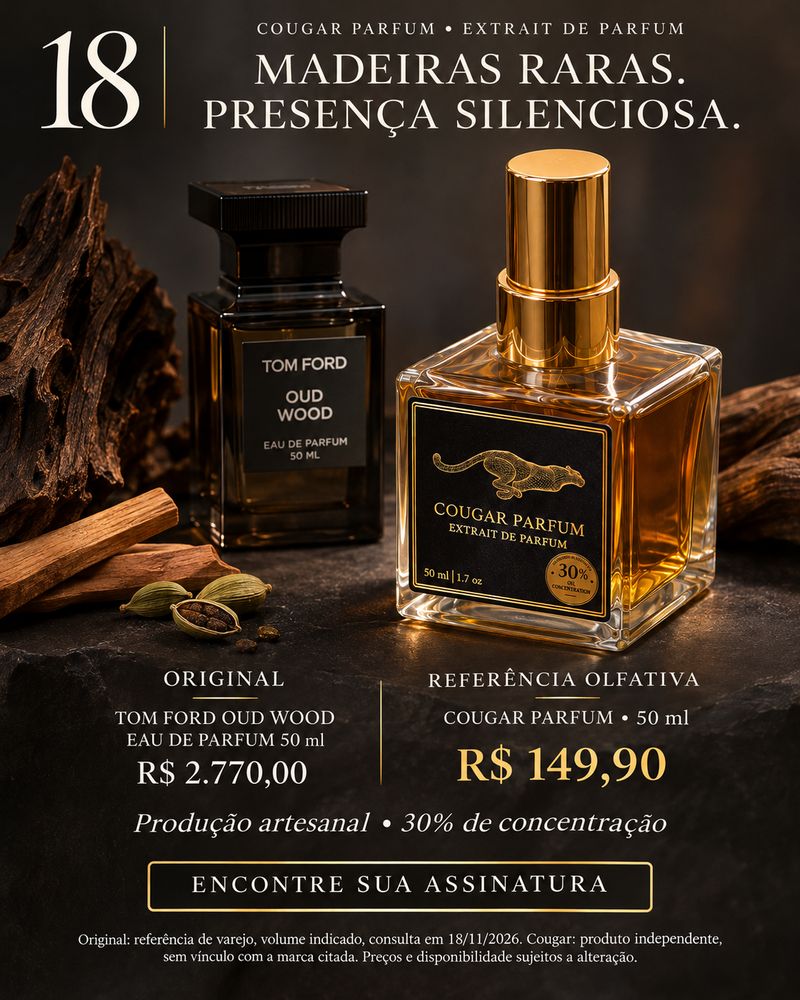 18
COUGAR PARFUM • EXTRAIT DE PARFUM
MADEIRAS RARAS.
PRESENÇA SILENCIOSA.
TOM FORD
OUD
WOOD
EAU DE PARFUM
50 ML
COUGAR PARFUM
EXTRAIT DE PARFUM
50 ml | 1.7 oz
30%
OIL
CONCENTRATION
ORIGINAL
TOM FORD OUD WOOD
EAU DE PARFUM 50 ml
R$ 2.770,00
REFERÊNCIA OLFATIVA
COUGAR PARFUM • 50 ml
R$ 149,90
Produção artesanal • 30% de concentração
ENCONTRE SUA ASSINATURA
Original: referência de varejo, volume indicado, consulta em 18/11/2026. Cougar: produto independente,
sem vínculo com a marca citada. Preços e disponibilidade sujeitos a alteração.